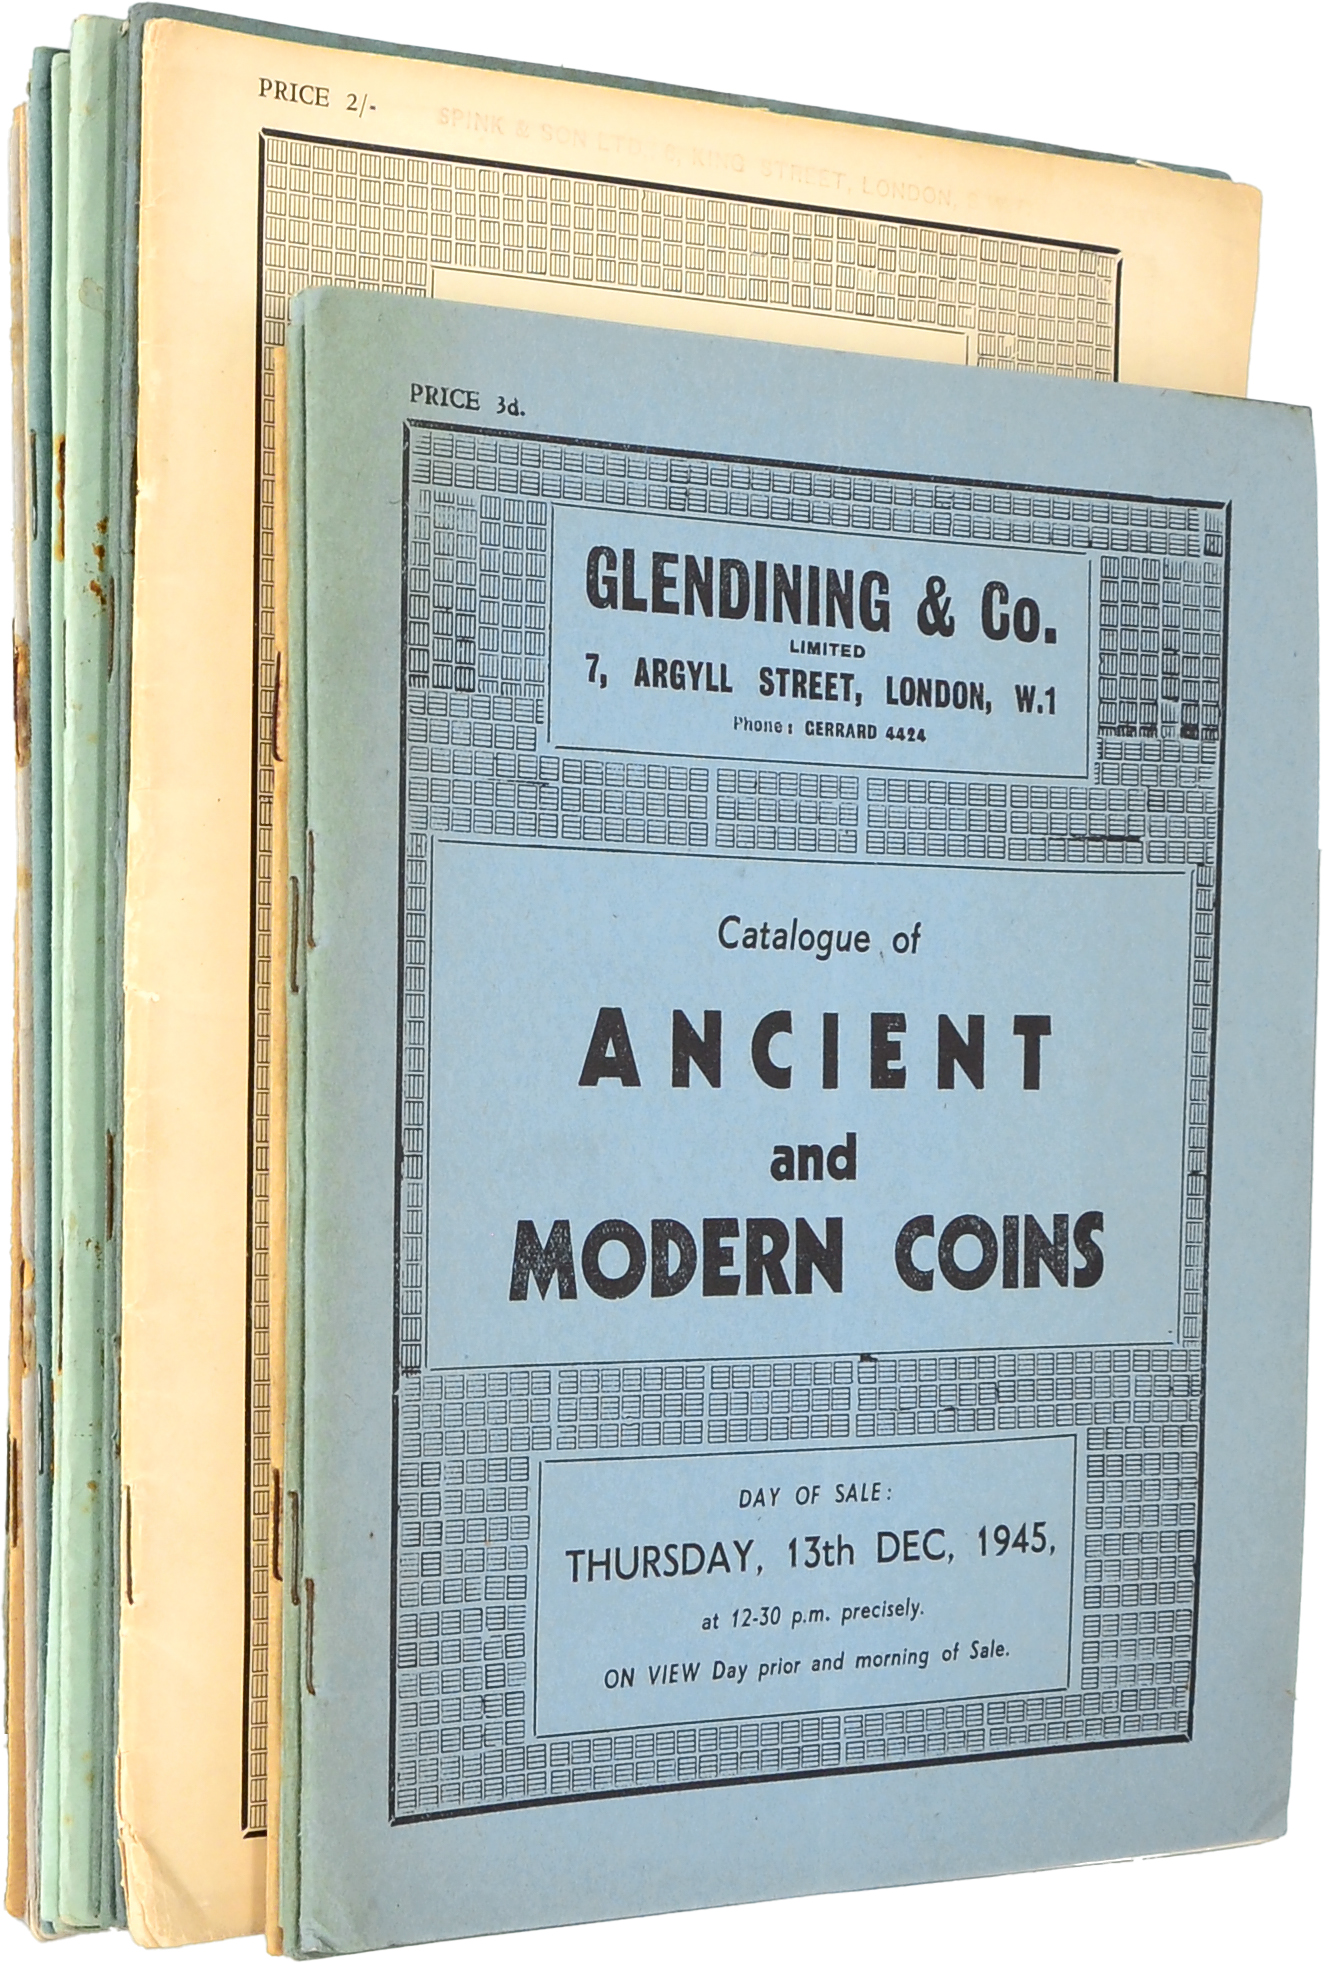 PRICE 2/-
SPINK & SON LTD., 5, KING STREET, LONDON, S.W.
PRICE 3d.
GLENDINING & Co.
LIMITED
7, ARGYLL STREET, LONDON, W.1
Phone: GERRARD 4424
Catalogue of
ANCIENT
and
MODERN COINS
DAY OF SALE:
THURSDAY, 13th DEC, 1945,
at 12-30 p.m. precisely.
ON VIEW Day prior and morning of Sale.